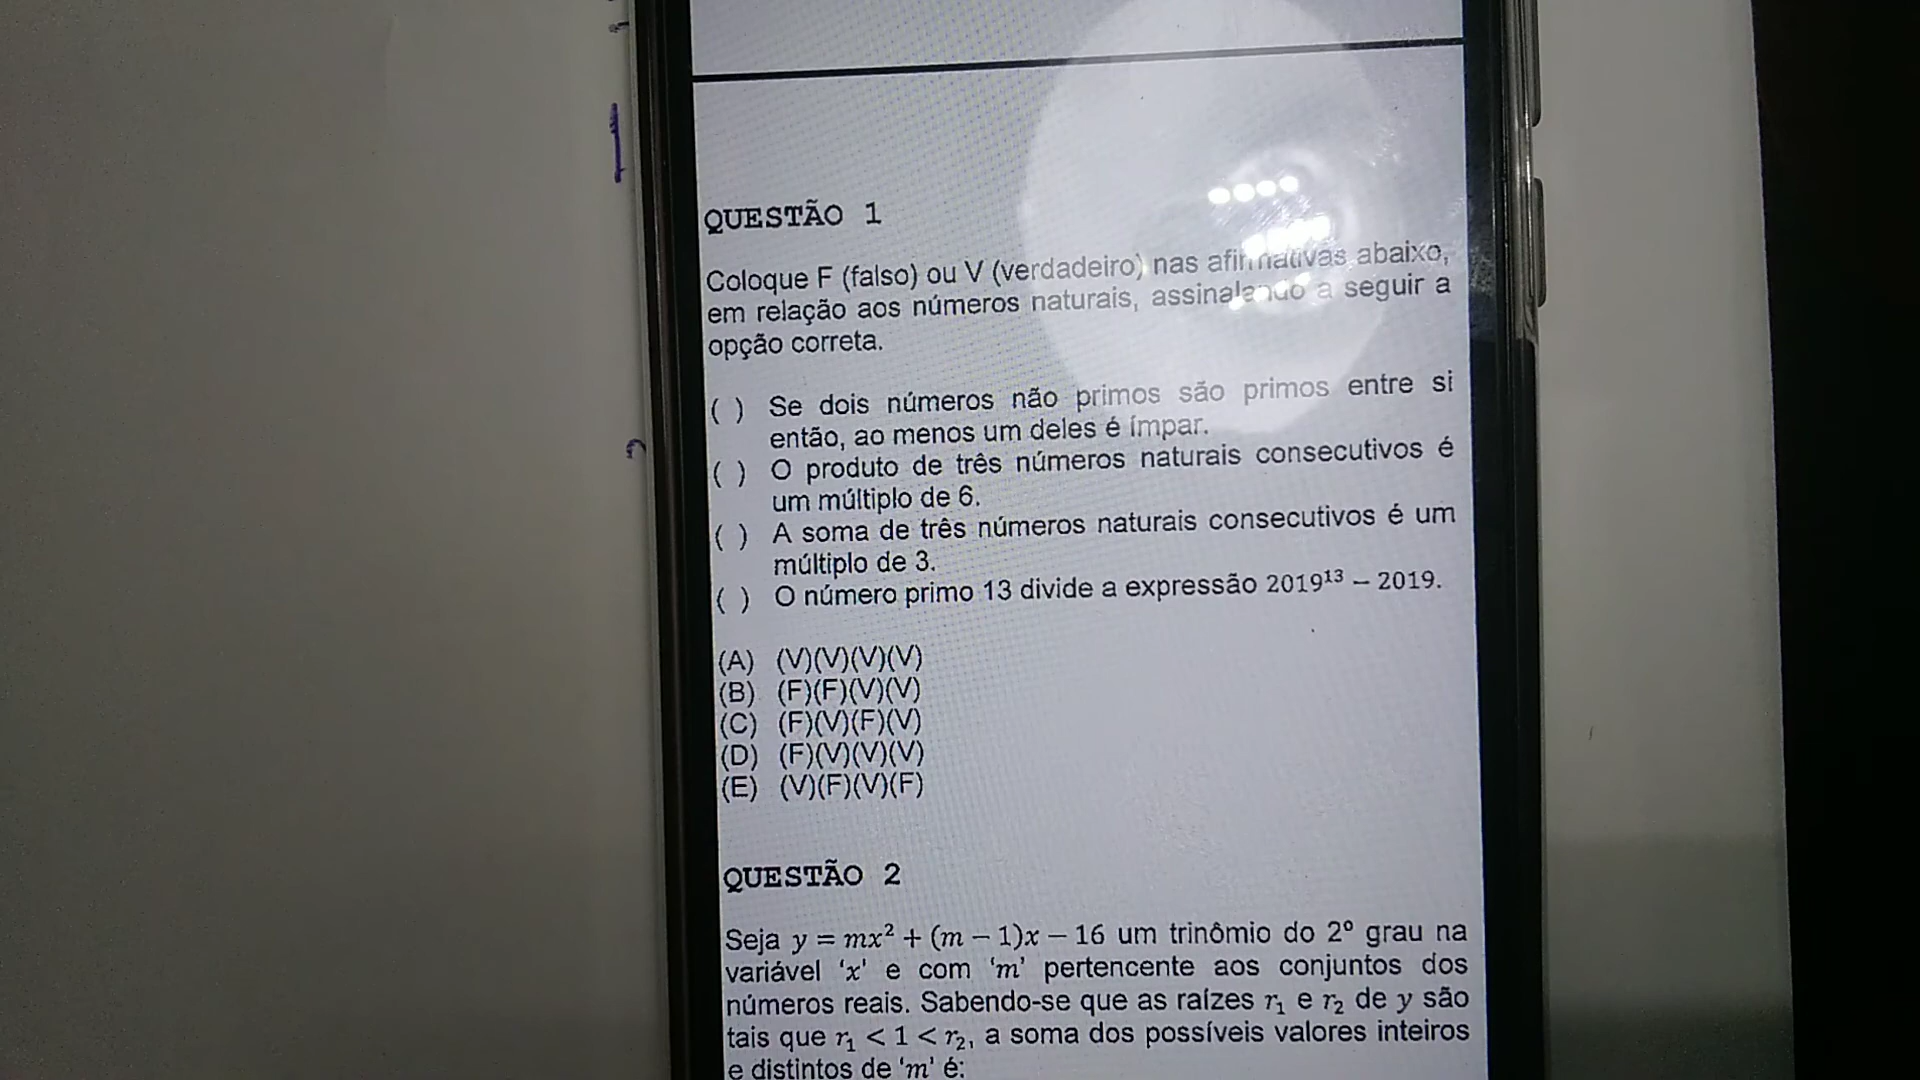 QUESTÃO 1
Coloque F (falso) ou V (verdadeiro) nas afirmativas abaixo,
em relação aos números naturais, assinalando a seguir a
opção correta.
( ) Se dois números não primos são primos entre si
então, ao menos um deles é ímpar.
( ) O produto de três números naturais consecutivos é
um múltiplo de 6.
( ) A soma de três números naturais consecutivos é um
múltiplo de 3.
( ) O número primo 13 divide a expressão 2019¹³ – 2019.
(A) (V)(V)(V)(V)
(B) (F)(F)(V)(V)
(C) (F)(V)(F)(V)
(D) (F)(V)(V)(V)
(E) (V)(F)(V)(F)
QUESTÃO 2
Seja y = mx² + (m – 1)x – 16 um trinômio do 2º grau na
variável ‘x’ e com ‘m’ pertencente aos conjuntos dos
números reais. Sabendo-se que as raízes r₁ e r₂ de y são
tais que r₁ < 1 < r₂, a soma dos possíveis valores inteiros
e distintos de ‘m’ é: